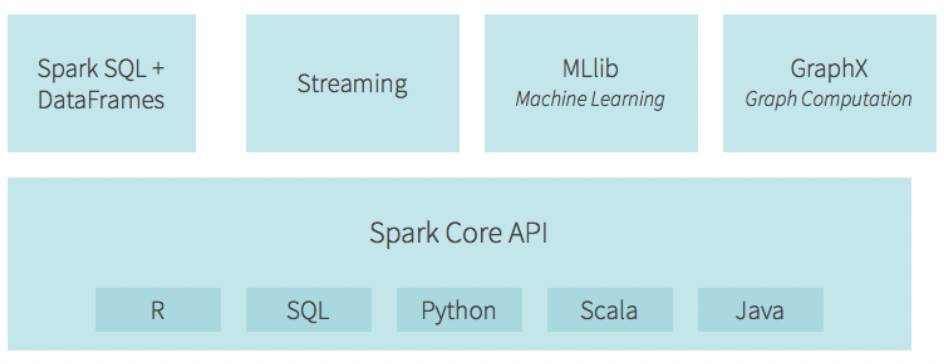 Spark SQL +
DataFrames
Streaming
MLlib
Machine Learning
GraphX
Graph Computation
Spark Core API
R
SQL
Python
Scala
Java